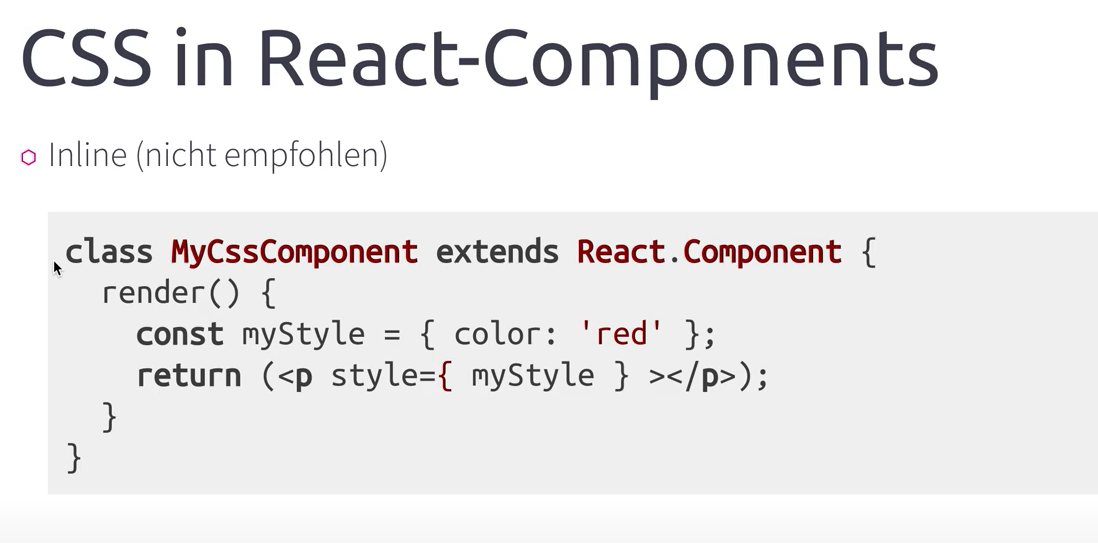 CSS in React-Components
Inline (nicht empfohlen)
class MyCssComponent extends React.Component {
render() {
const myStyle = { color: 'red' };
return (<p style={ myStyle } ></p>);
}
}